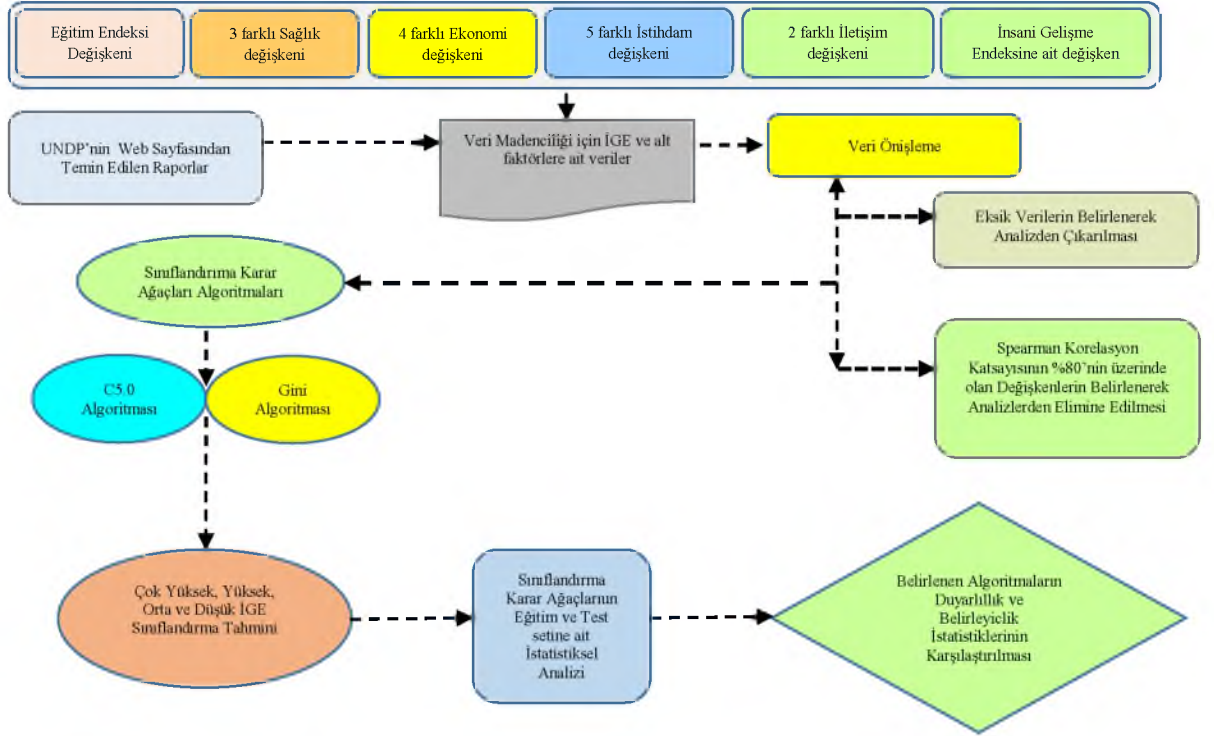 Eğitim Endeksi
Değişkeni
3 farklı Sağlık
değişkeni
4 farklı Ekonomi
değişkeni
5 farklı İstihdam
değişkeni
2 farklı İletişim
değişkeni
İnsani Gelişme
Endeksine ait değişken
UNDP'nin Web Sayfasından
Temin Edilen Raporlar
Veri Madenciliği için İGE ve alt
faktörlere ait veriler
Veri Önişleme
Eksik Verilerin Belirlenerek
Analizden Çıkarılması
Sınıflandırıma Karar
Ağaçları Algoritmaları
Spearman Korelasyon
Katsayısının %80'nin üzerinde
olan Değişkenlerin Belirlenerek
Analizlerden Elimine Edilmesi
C5.0
Algoritması
Gini
Algoritması
Çok Yüksek, Yüksek,
Orta ve Düşük İGE
Sınıflandırma Tahmini
Sınıflandırma
Karar Ağaçlarının
Eğitim ve Test
setine ait
İstatistiksel
Analizi
Belirlenen Algoritmaların
Duyarlıllık ve
Belirleyiclik
İstatistiklerinin
Karşılaştırılması